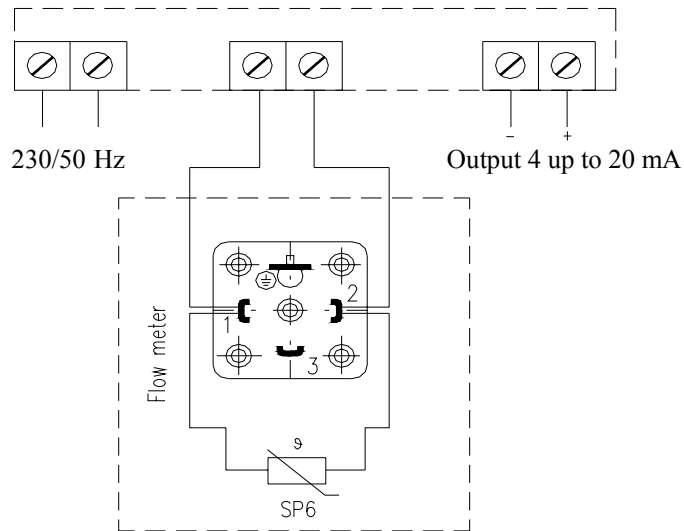 230/50 Hz
- +
Output 4 up to 20 mA
Flow meter
1
2
3
ϑ
SP6